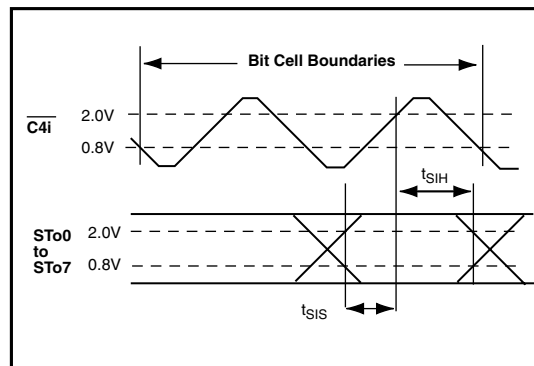 Bit Cell Boundaries
C4i
2.0V
0.8V
tSIH
STo0
to
STo7
2.0V
0.8V
tSIS